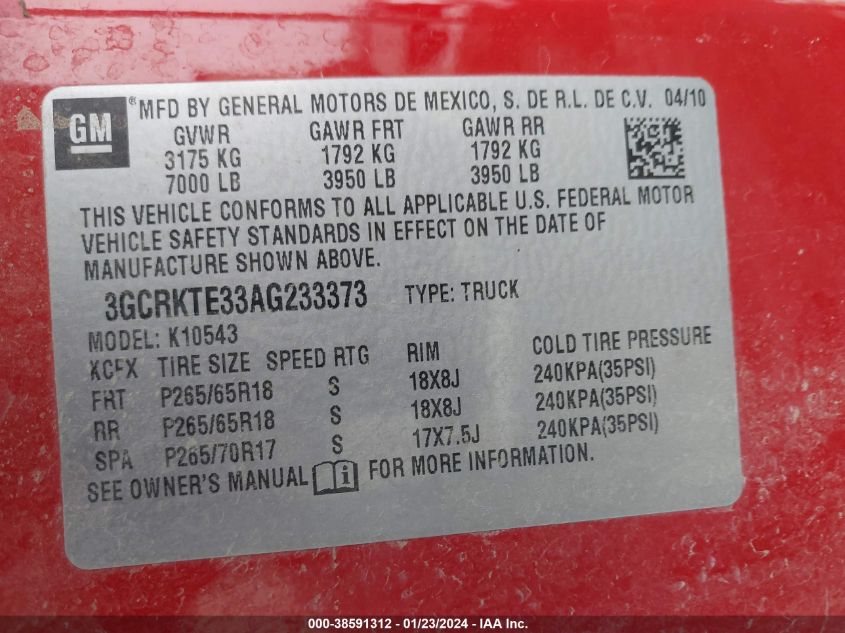 GM
® MFD BY GENERAL MOTORS DE MEXICO, S. DE R.L. DE C.V. 04/10
GVWR GAWR FRT GAWR RR
3175 KG 1792 KG 1792 KG
7000 LB 3950 LB 3950 LB
THIS VEHICLE CONFORMS TO ALL APPLICABLE U.S. FEDERAL MOTOR
VEHICLE SAFETY STANDARDS IN EFFECT ON THE DATE OF
MANUFACTURE SHOWN ABOVE.
3GCRKTE33AG233373 TYPE: TRUCK
MODEL: K10543
KCFX TIRE SIZE SPEED RTG RIM COLD TIRE PRESSURE
FRT P265/65R18 S 18X8J 240KPA(35PSI)
RR P265/65R18 S 18X8J 240KPA(35PSI)
SPA P265/70R17 S 17X7.5J 240KPA(35PSI)
SEE OWNER'S MANUAL i FOR MORE INFORMATION.
000-38591312 - 01/23/2024 - IAA Inc.